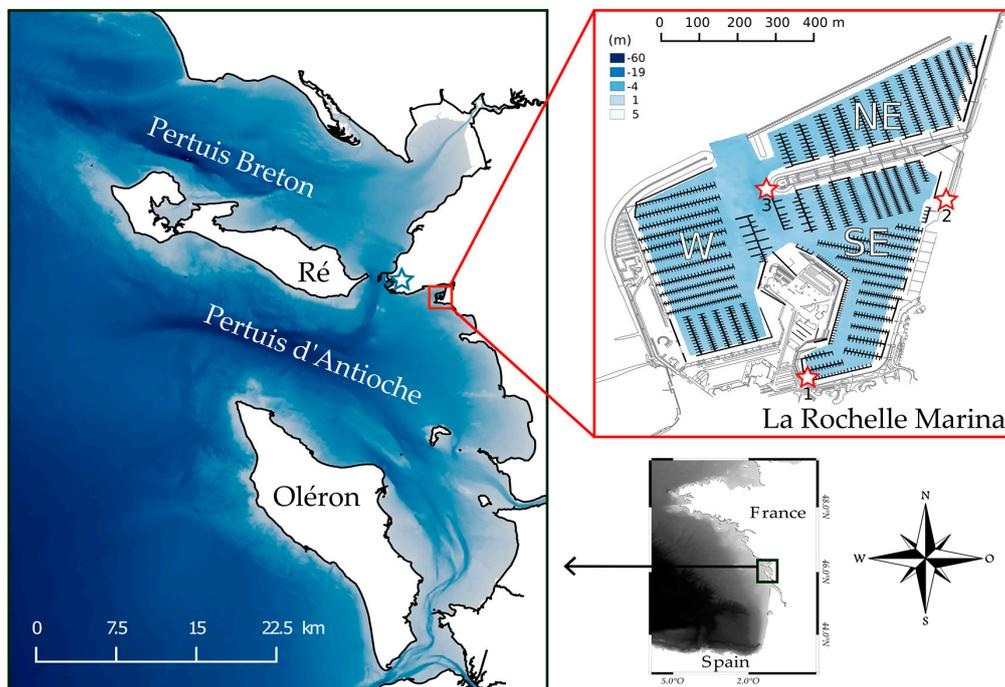 Pertuis Breton
Ré
Pertuis d'Antioche
Oléron
0 7.5 15 22.5 km
0 100 200 300 400 m
(m)
-60
-19
-4
1
5
NE
W
SE
3
2
1
La Rochelle Marina
France
Spain
48.0°N
46.0°N
44.0°N
5.0°O 2.0°O
N
W O
S